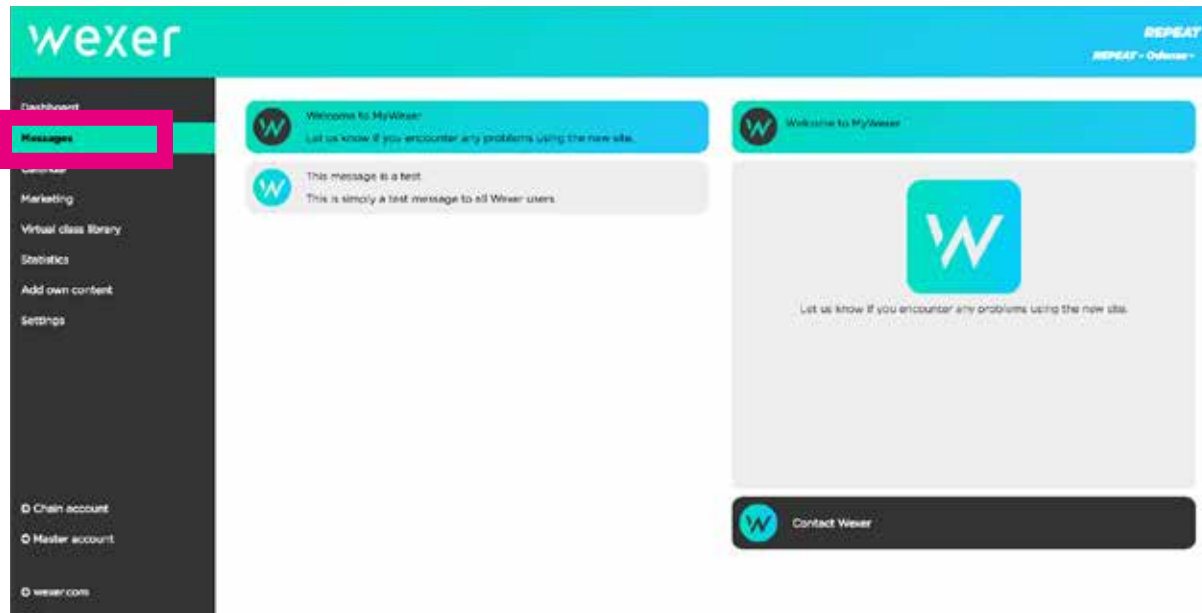 wexer
REPEAT
REPEAT - Odense -
Dashboard
Messages
Calendar
Marketing
Virtual class library
Statistics
Add own content
Settings
Chain account
Master account
wexer.com
Welcome to MyWexer
Let us know if you encounter any problems using the new site.
This message is a test.
This is simply a test message to all Wexer users.
Welcome to MyWexer
Let us know if you encounter any problems using the new site.
Contact Wexer